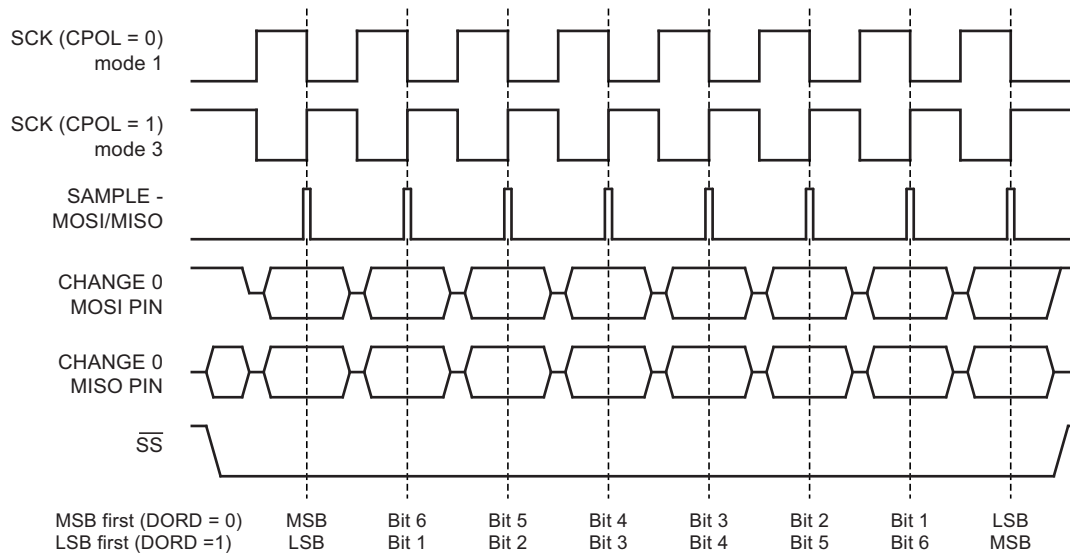 SCK (CPOL = 0)
mode 1
SCK (CPOL = 1)
mode 3
SAMPLE -
MOSI/MISO
CHANGE 0
MOSI PIN
CHANGE 0
MISO PIN
SS
MSB first (DORD = 0) MSB Bit 6 Bit 5 Bit 4 Bit 3 Bit 2 Bit 1 LSB
LSB first (DORD =1) LSB Bit 1 Bit 2 Bit 3 Bit 4 Bit 5 Bit 6 MSB